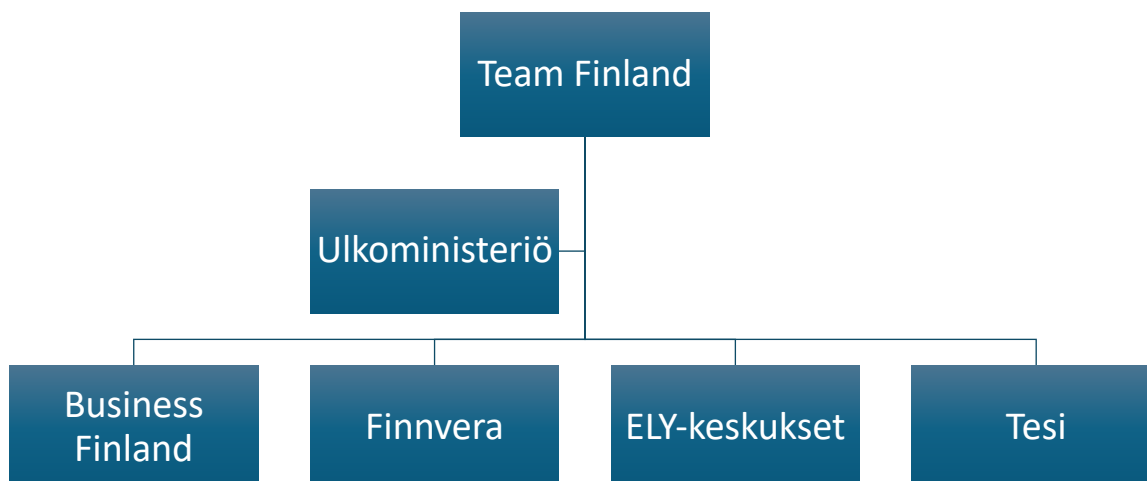 Team Finland
Ulkoministeriö
Business
Finland
Finnvera
ELY-keskukset
Tesi